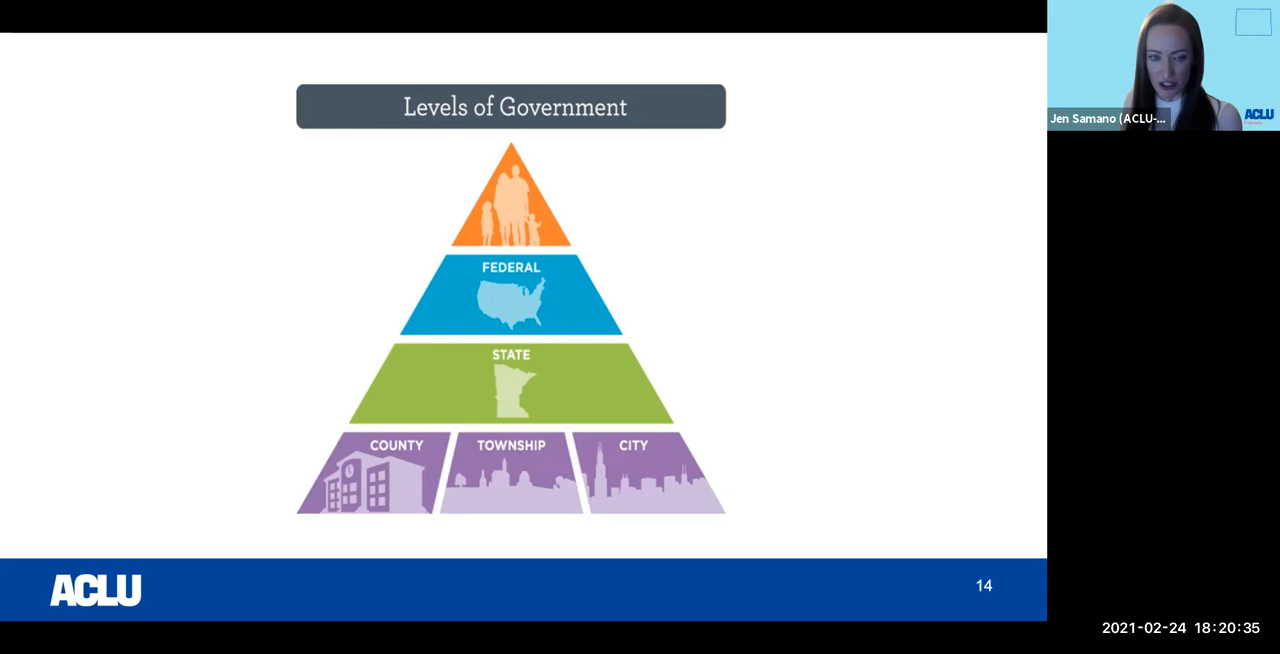 Levels of Government
FEDERAL
STATE
COUNTY TOWNSHIP CITY
ACLU
14
Jen Samano (ACLU-...
ACLU
2021-02-24 18:20:35